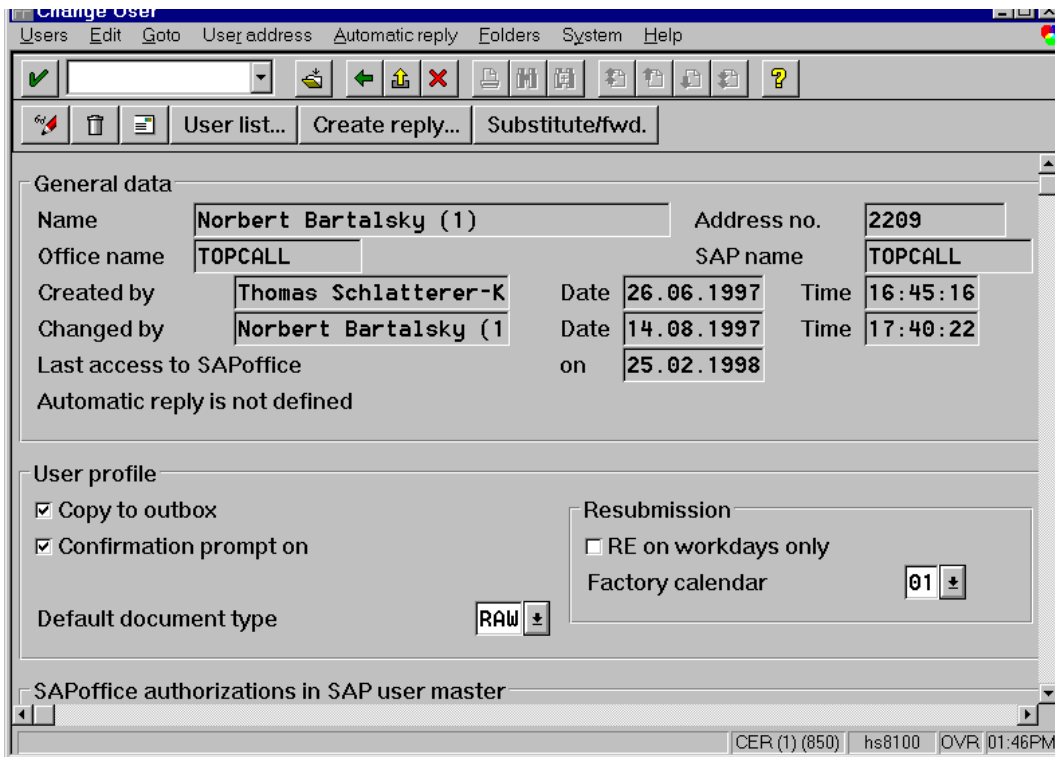 Change User
Users Edit Goto User address Automatic reply Folders System Help
User list... Create reply... Substitute/fwd.
General data
Name Norbert Bartalsky (1) Address no. 2209
Office name TOPCALL SAP name TOPCALL
Created by Thomas Schlatterer-K Date 26.06.1997 Time 16:45:16
Changed by Norbert Bartalsky (1 Date 14.08.1997 Time 17:40:22
Last access to SAPoffice on 25.02.1998
Automatic reply is not defined
User profile
Copy to outbox Resubmission
Confirmation prompt on RE on workdays only
Factory calendar 01
Default document type RAW
SAPoffice authorizations in SAP user master
CER (1) (850) hs8100 OVR 01:46PM